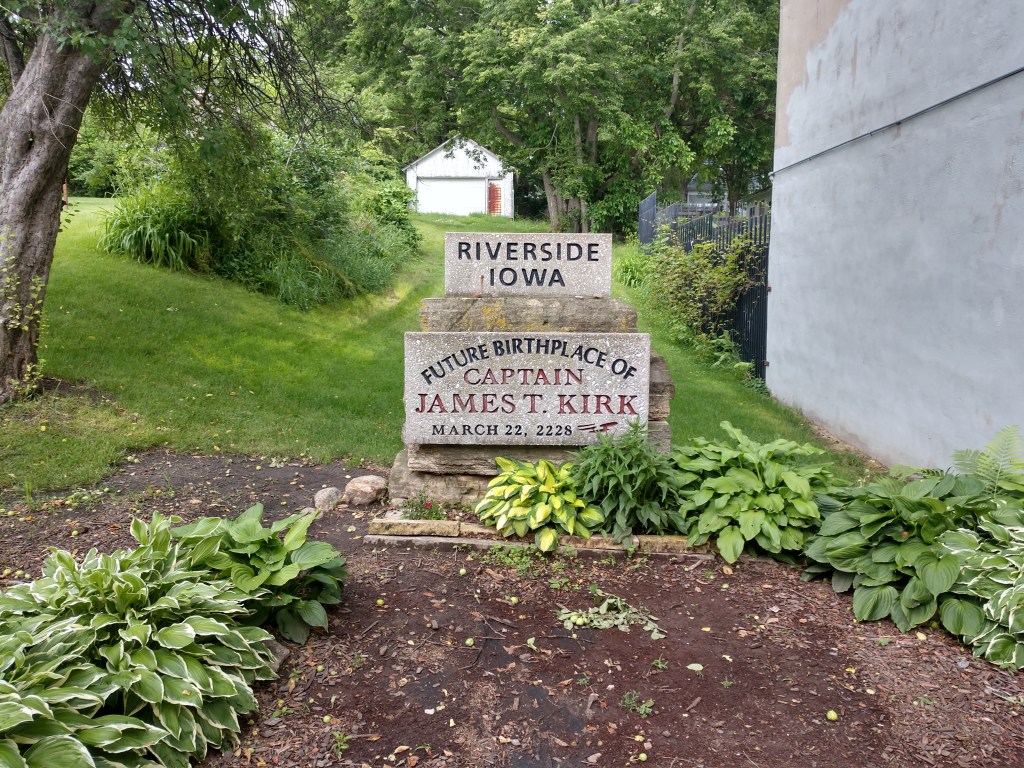 RIVERSIDE
IOWA
FUTURE BIRTHPLACE OF
CAPTAIN
JAMES T. KIRK
MARCH 22, 2228